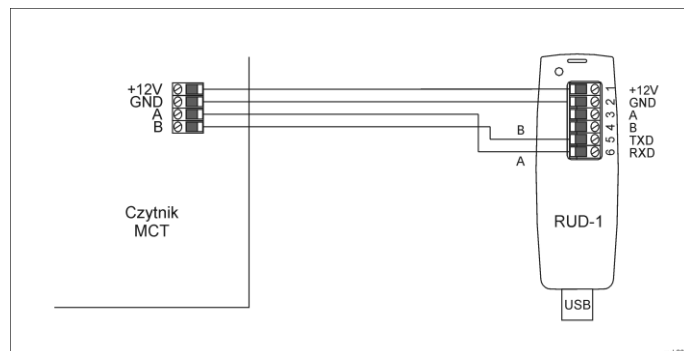 +12V
GND
A
B
Czytnik
MCT
B
A
1
2
3
4
5
6
+12V
GND
A
B
TXD
RXD
RUD-1
USB